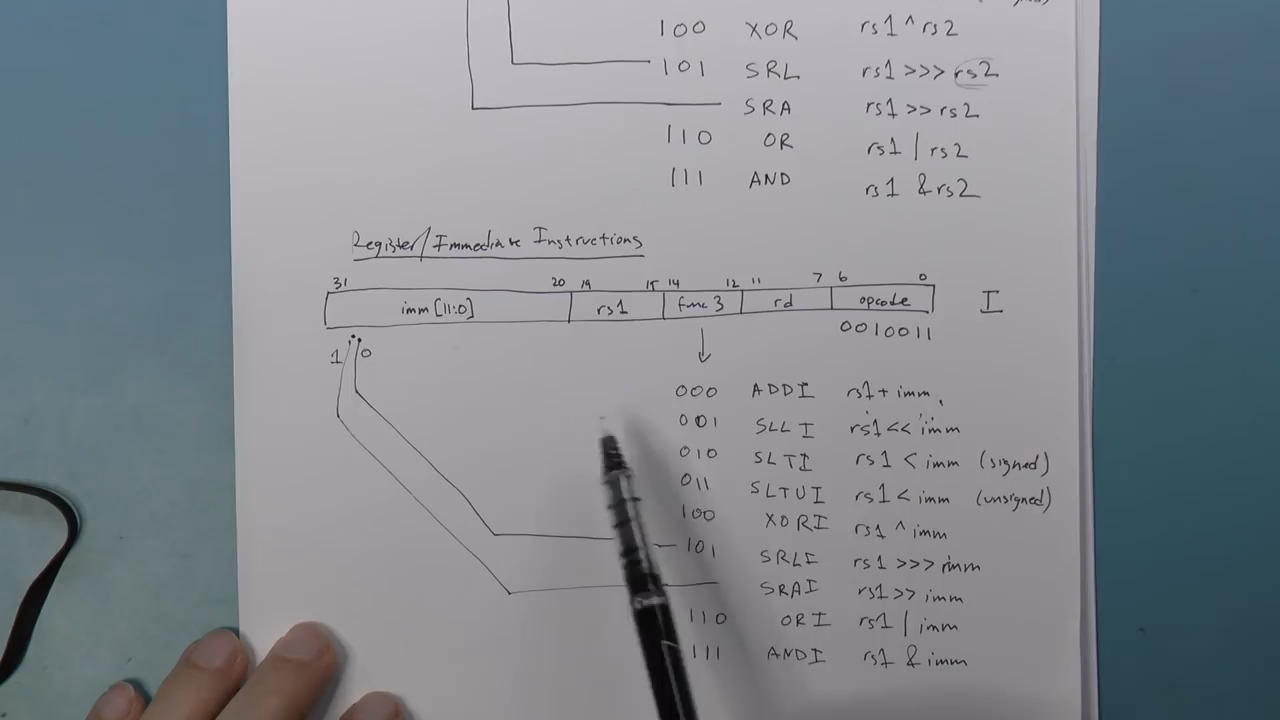 100 XOR rs1 ^ rs2
101 SRL rs1 >>> rs2
SRA rs1 >> rs2
110 OR rs1 | rs2
111 AND rs1 & rs2
Register/Immediate Instructions
31 20 19 15 14 12 11 7 6 0
imm [11:0] rs1 func3 rd opcode I
0010011
1 0
000 ADDI rs1 + imm
001 SLLI rs1 << imm
010 SLTI rs1 < imm (signed)
011 SLTUI rs1 < imm (unsigned)
100 XORI rs1 ^ imm
101 SRLI rs1 >>> imm
SRAI rs1 >> imm
110 ORI rs1 | imm
111 ANDI rs1 & imm